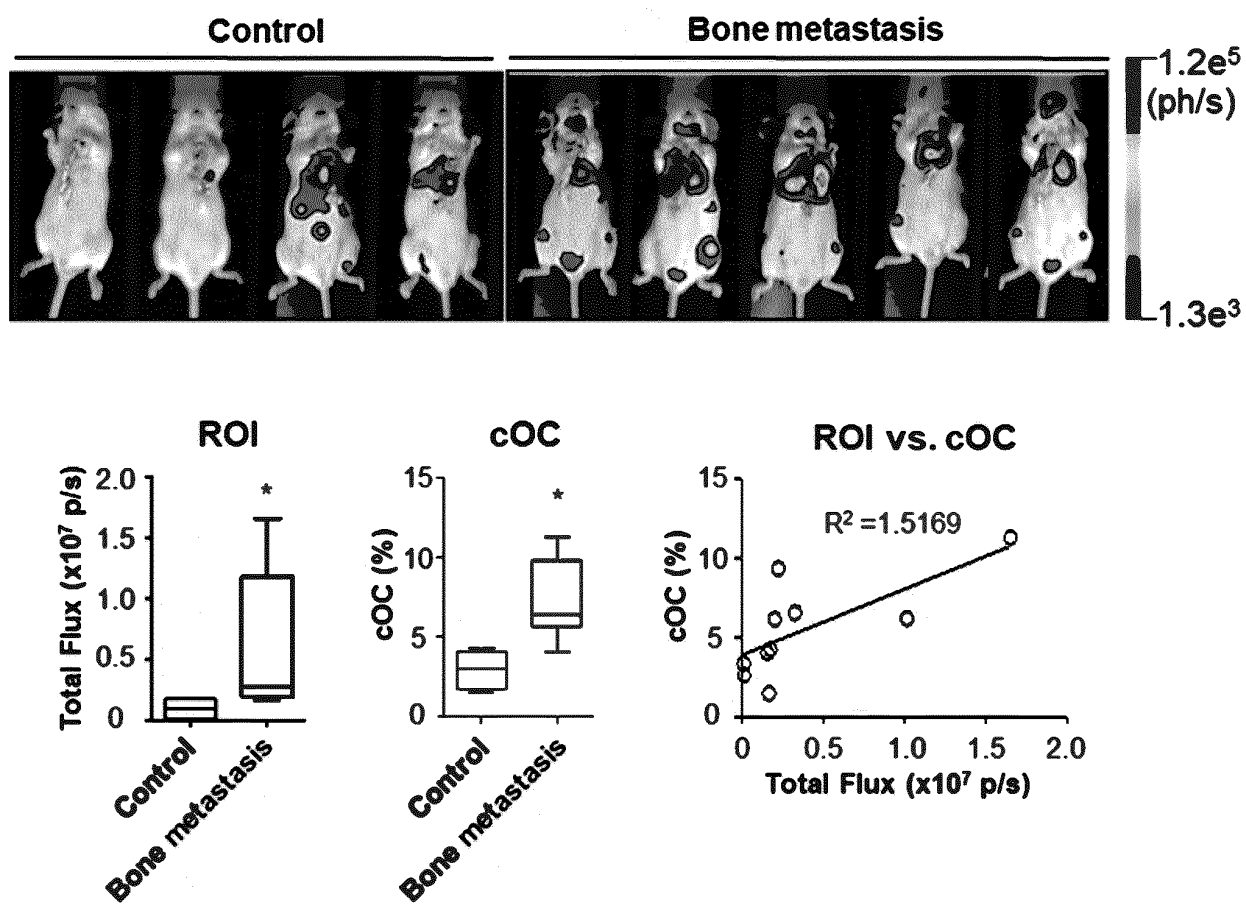 Control
Bone metastasis
1.2e⁵
(ph/s)
1.3e³
ROI
Total Flux (x10⁷ p/s)
2.0
1.5
1.0
0.5
0
*
Control
Bone metastasis
cOC
cOC (%)
15
10
5
0
*
Control
Bone metastasis
ROI vs. cOC
cOC (%)
15
10
5
0
R² =1.5169
0 0.5 1.0 1.5 2.0
Total Flux (x10⁷ p/s)